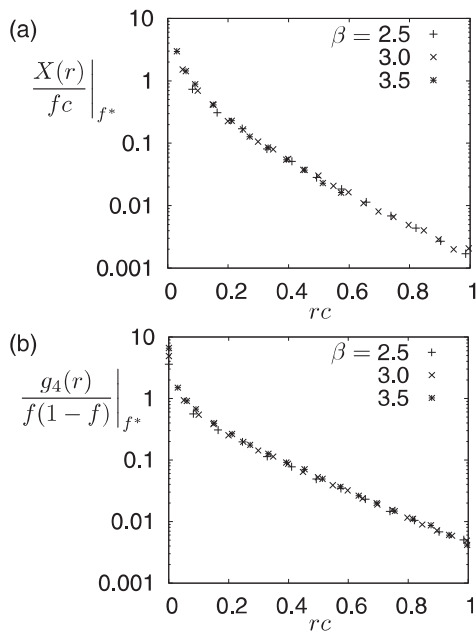 (a)
X(r)
fc
f*
10
1
0.1
0.01
0.001
β = 2.5 +
3.0 ×
3.5 ⁎
0 0.2 0.4 0.6 0.8 1
rc
(b)
g₄(r)
f(1 − f)
f*
10
1
0.1
0.01
0.001
β = 2.5 +
3.0 ×
3.5 ⁎
0 0.2 0.4 0.6 0.8 1
rc